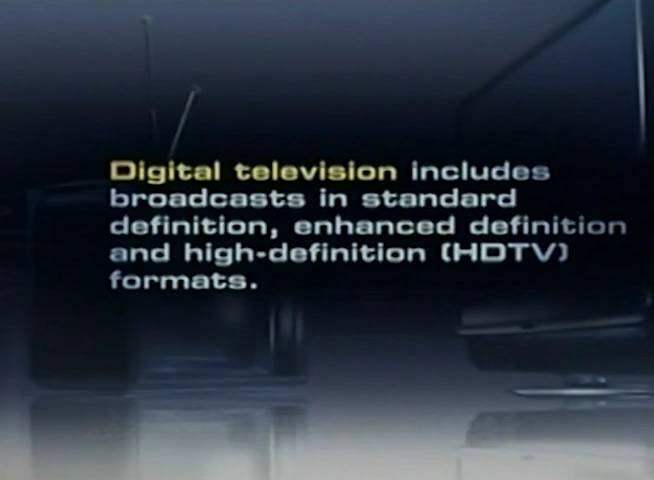 Digital television includes
broadcasts in standard
definition, enhanced definition
and high-definition (HDTV)
formats.